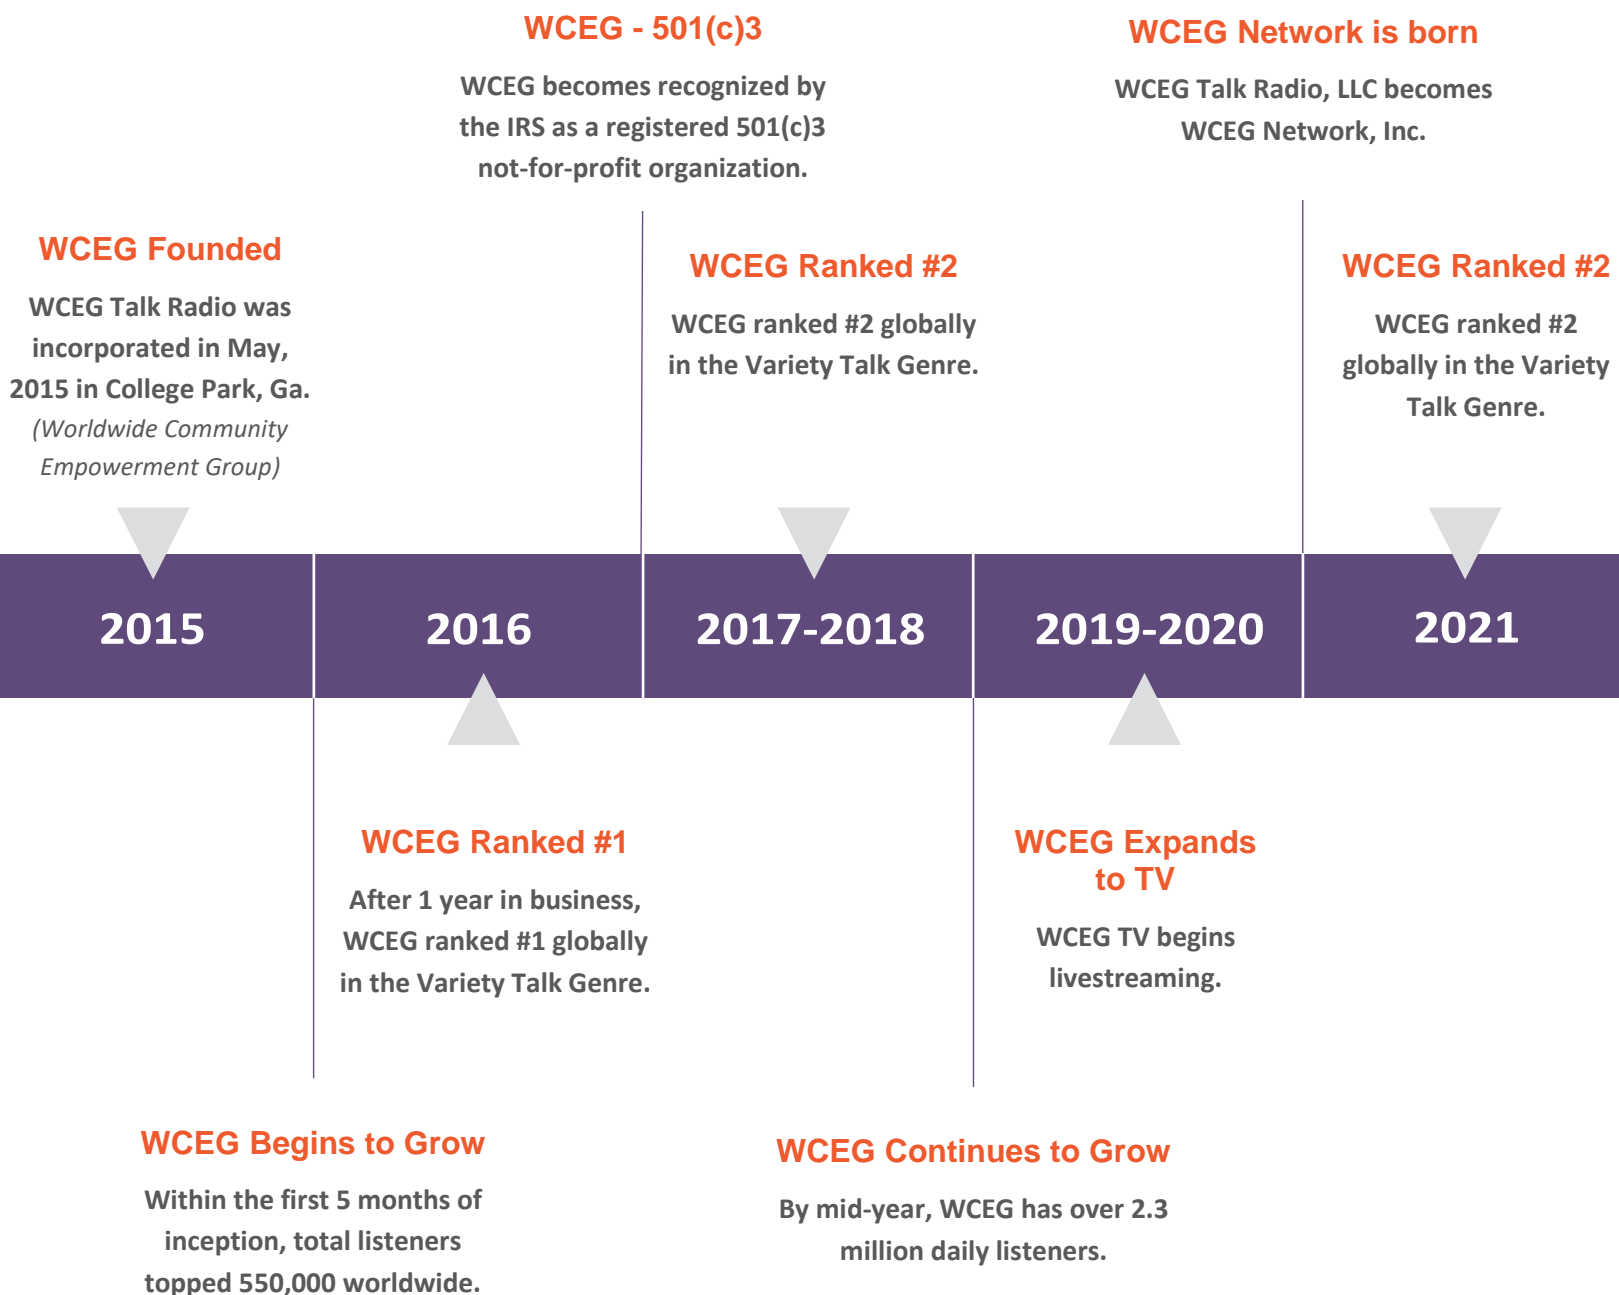 WCEG - 501(c)3
WCEG becomes recognized by
the IRS as a registered 501(c)3
not-for-profit organization.
WCEG Network is born
WCEG Talk Radio, LLC becomes
WCEG Network, Inc.
WCEG Founded
WCEG Talk Radio was
incorporated in May,
2015 in College Park, Ga.
(Worldwide Community
Empowerment Group)
WCEG Ranked #2
WCEG ranked #2 globally
in the Variety Talk Genre.
WCEG Ranked #2
WCEG ranked #2
globally in the Variety
Talk Genre.
2015
2016
2017-2018
2019-2020
2021
WCEG Ranked #1
After 1 year in business,
WCEG ranked #1 globally
in the Variety Talk Genre.
WCEG Expands
to TV
WCEG TV begins
livestreaming.
WCEG Begins to Grow
Within the first 5 months of
inception, total listeners
topped 550,000 worldwide.
WCEG Continues to Grow
By mid-year, WCEG has over 2.3
million daily listeners.